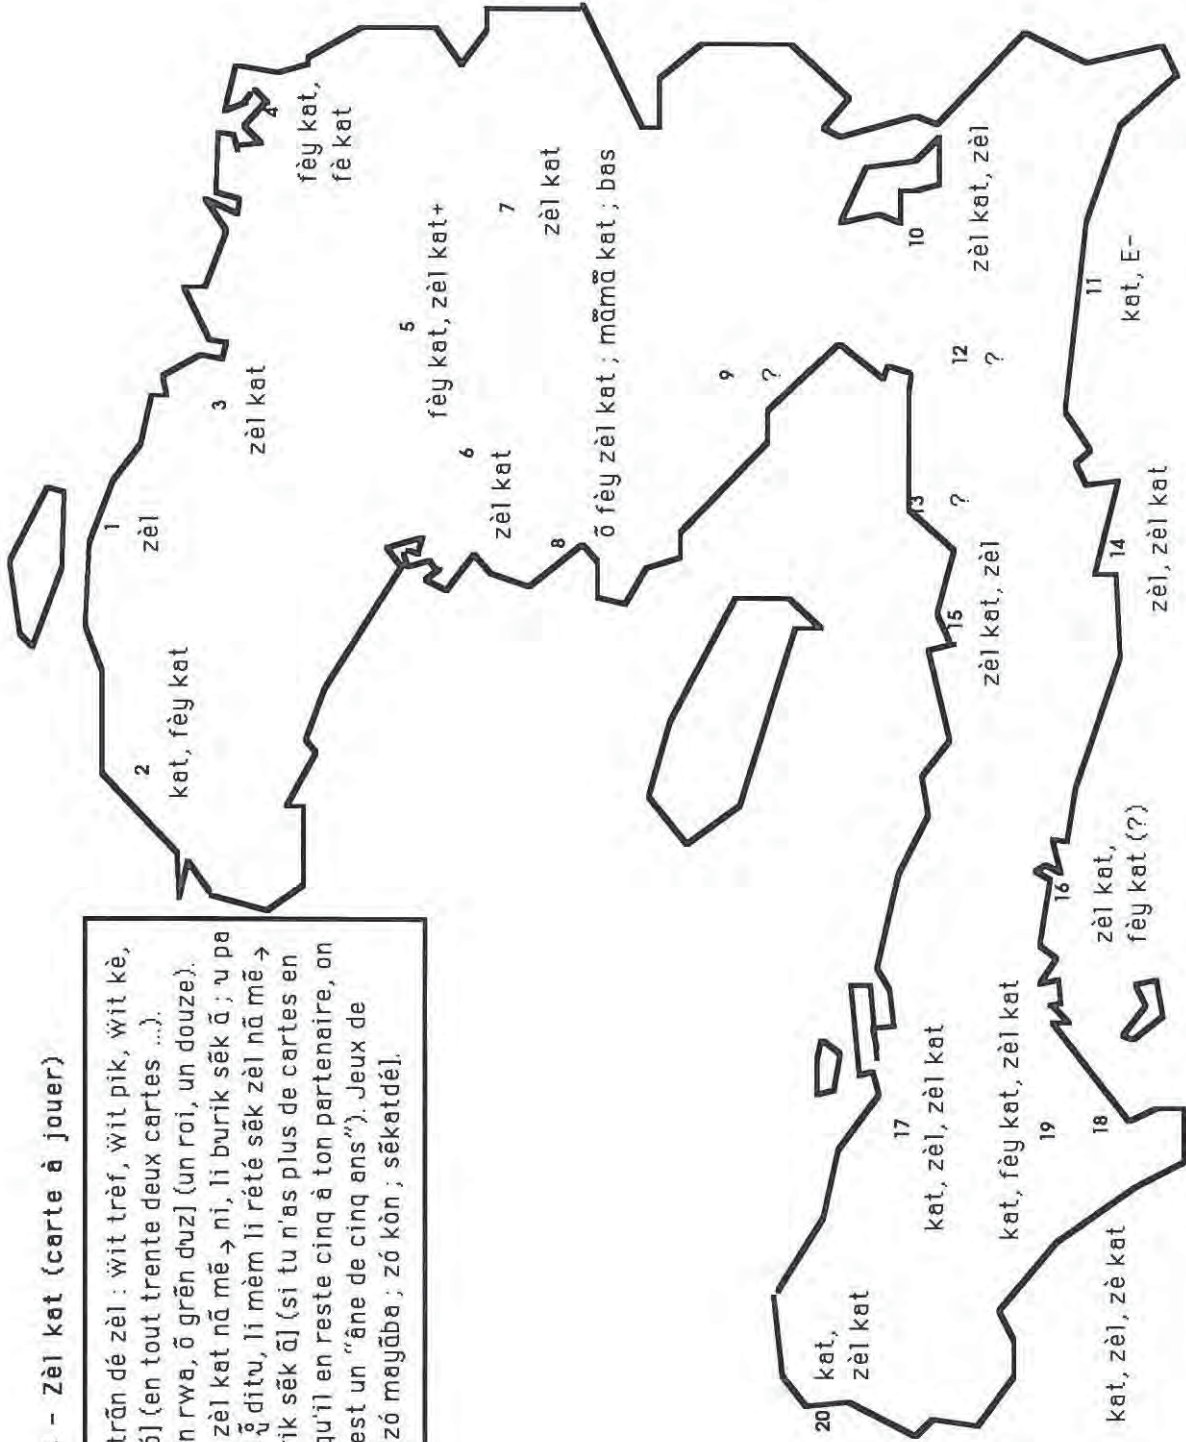 – Zèl kat (carte à jouer)
trãn dé zèl : ẅit trèf, ẅit pik, ẅit kè,
ó] (en tout trente deux cartes ...).
n rwa, õ grẽn duz] (un roi, un douze).
zèl kat nã mẽ → ni, li burik sẽk ã ; u pa
ditu, li mèm li rété sẽk zèl nã mẽ →
rik sẽk ã] (si tu n'as plus de cartes en
qu'il en reste cinq à ton partenaire, on
est un "âne de cinq ans"). Jeux de
zó mayãba ; zó kòn ; sẽkatdé].
1
zèl
2
kat, fèy kat
3
zèl kat
4
fèy kat,
fè kat
5
fèy kat, zèl kat+
6
zèl kat
7
zèl kat
8
õ fèy zèl kat ; mãmã kat ; bas
9
?
10
zèl kat, zèl
11
kat, E-
12
?
13
?
14
zèl, zèl kat
15
zèl kat, zèl
16
zèl kat,
fèy kat (?)
17
kat, zèl, zèl kat
kat, fèy kat, zèl kat
19
18
kat, zèl, zè kat
20
kat,
zèl kat